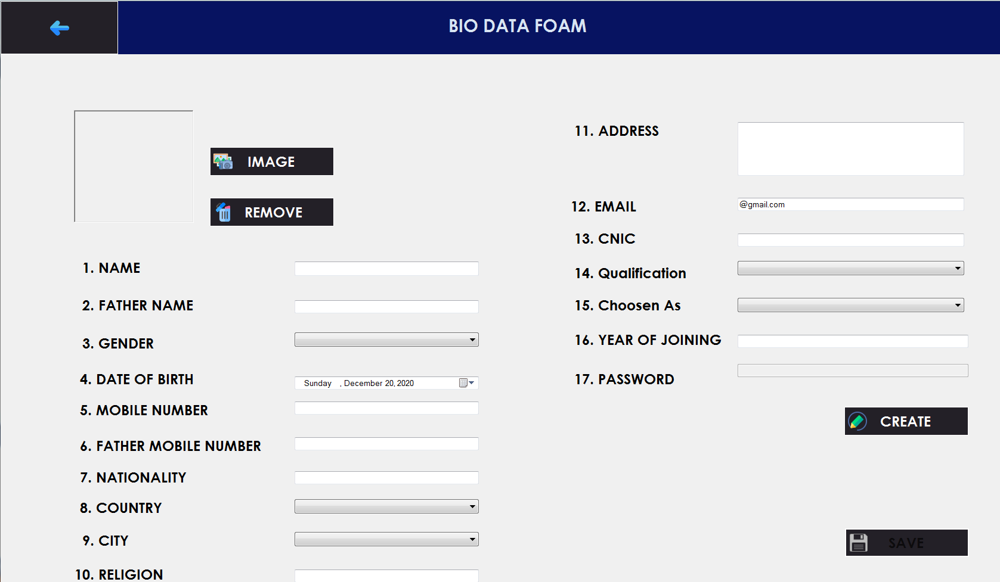 BIO DATA FOAM
IMAGE
REMOVE
1. NAME
2. FATHER NAME
3. GENDER
4. DATE OF BIRTH
Sunday , December 20, 2020
5. MOBILE NUMBER
6. FATHER MOBILE NUMBER
7. NATIONALITY
8. COUNTRY
9. CITY
10. RELIGION
11. ADDRESS
12. EMAIL
@gmail.com
13. CNIC
14. Qualification
15. Choosen As
16. YEAR OF JOINING
17. PASSWORD
CREATE
SAVE